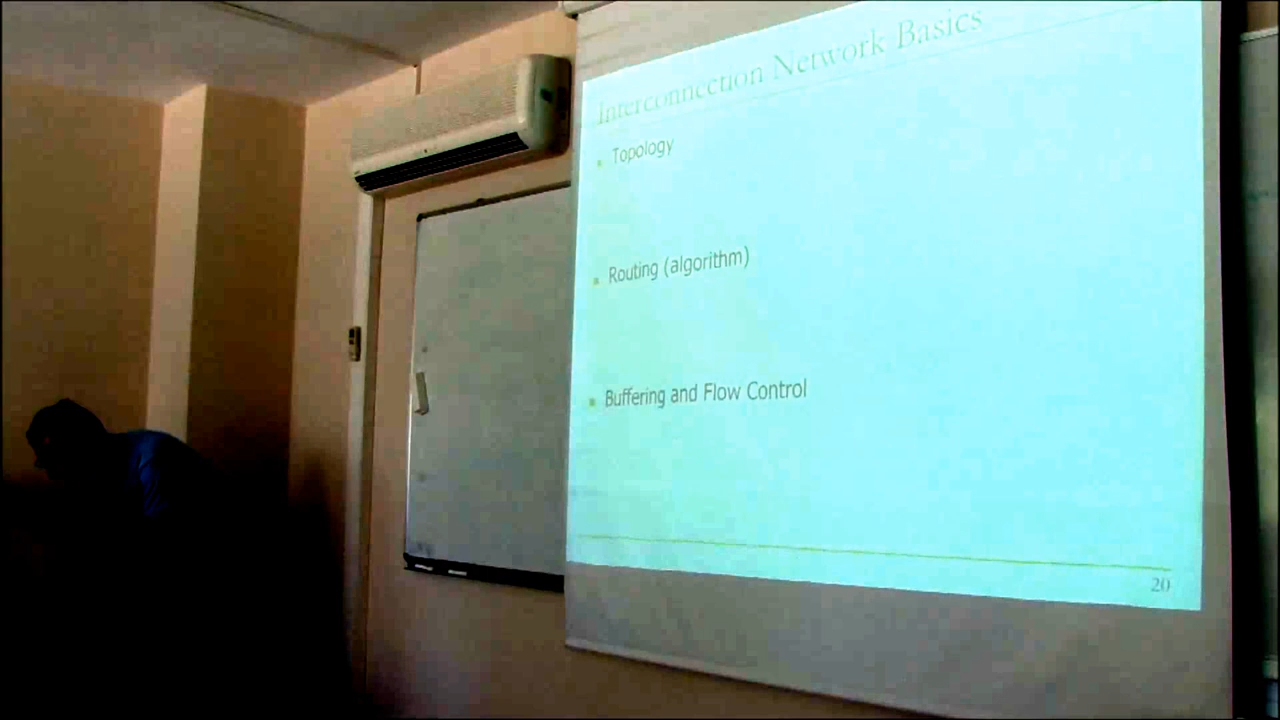 Interconnection Network Basics
Topology
Routing (algorithm)
Buffering and Flow Control
20